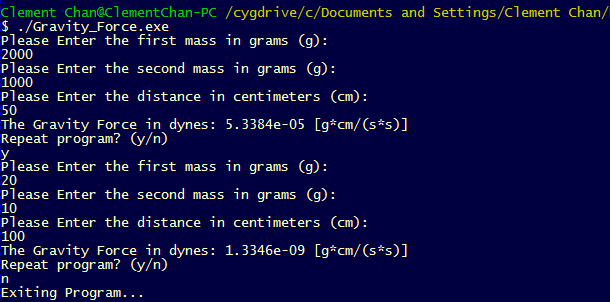 Clement Chan@ClementChan-PC /cygdrive/c/Documents and Settings/Clement Chan/
$ ./Gravity_Force.exe
Please Enter the first mass in grams (g):
2000
Please Enter the second mass in grams (g):
1000
Please Enter the distance in centimeters (cm):
50
The Gravity Force in dynes: 5.3384e-05 [g*cm/(s*s)]
Repeat program? (y/n)
y
Please Enter the first mass in grams (g):
20
Please Enter the second mass in grams (g):
10
Please Enter the distance in centimeters (cm):
100
The Gravity Force in dynes: 1.3346e-09 [g*cm/(s*s)]
Repeat program? (y/n)
n
Exiting Program...